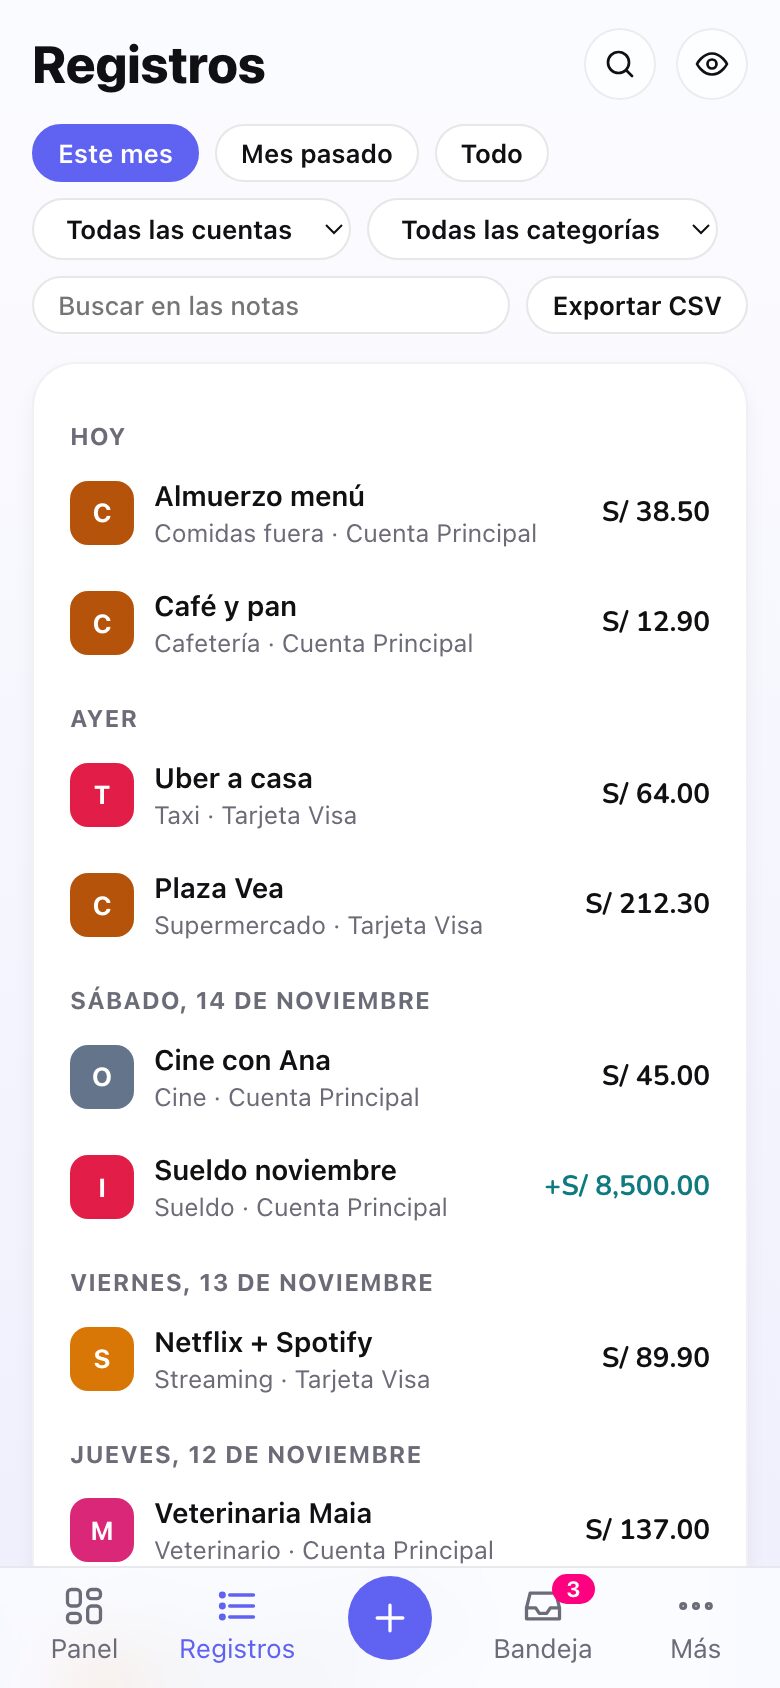 Registros
Este mes
Mes pasado
Todo
Todas las cuentas
Todas las categorías
Buscar en las notas
Exportar CSV
HOY
C
Almuerzo menú
S/ 38.50
Comidas fuera · Cuenta Principal
C
Café y pan
S/ 12.90
Cafetería · Cuenta Principal
AYER
T
Uber a casa
S/ 64.00
Taxi · Tarjeta Visa
C
Plaza Vea
S/ 212.30
Supermercado · Tarjeta Visa
SÁBADO, 14 DE NOVIEMBRE
O
Cine con Ana
S/ 45.00
Cine · Cuenta Principal
I
Sueldo noviembre
+S/ 8,500.00
Sueldo · Cuenta Principal
VIERNES, 13 DE NOVIEMBRE
S
Netflix + Spotify
S/ 89.90
Streaming · Tarjeta Visa
JUEVES, 12 DE NOVIEMBRE
M
Veterinaria Maia
S/ 137.00
Veterinario · Cuenta Principal
3
Panel
Registros
Bandeja
Más